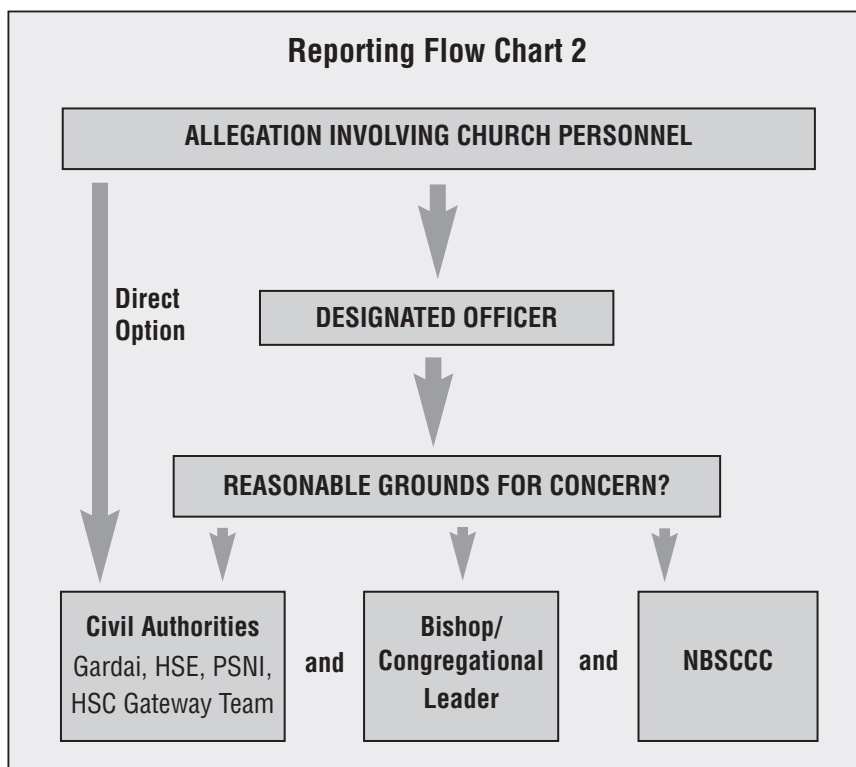 Reporting Flow Chart 2
ALLEGATION INVOLVING CHURCH PERSONNEL
Direct
Option
DESIGNATED OFFICER
REASONABLE GROUNDS FOR CONCERN?
Civil Authorities
Gardai, HSE, PSNI,
HSC Gateway Team
and
Bishop/
Congregational
Leader
and
NBSCCC